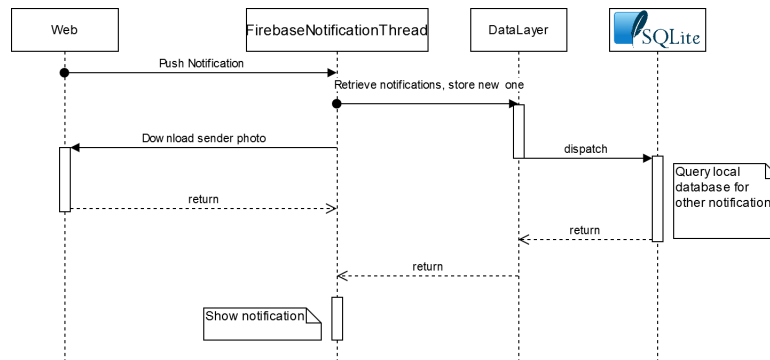 Web
FirebaseNotificationThread
DataLayer
SQLite
Push Notification
Retrieve notifications, store new one
Download sender photo
dispatch
Query local
database for
other notification
return
return
return
Show notification